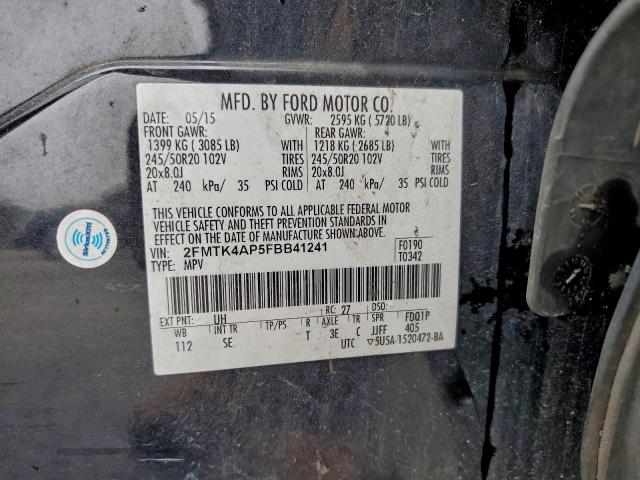 MFD. BY FORD MOTOR CO.
DATE: 05/15 GVWR: 2595 KG ( 5720 LB)
FRONT GAWR: REAR GAWR:
1399 KG ( 3085 LB) WITH 1218 KG ( 2685 LB) WITH
245/50R20 102V TIRES 245/50R20 102V TIRES
20x8.0J RIMS 20x8.0J RIMS
AT 240 kPa/ 35 PSI COLD AT 240 kPa/ 35 PSI COLD
THIS VEHICLE CONFORMS TO ALL APPLICABLE FEDERAL MOTOR
VEHICLE SAFETY AND THEFT PREVENTION STANDARDS IN
EFFECT ON THE DATE OF MANUFACTURE SHOWN ABOVE.
VIN: 2FMTK4AP5FBB41241 F0190
TYPE: MPV T0342
EXT PNT: UH RC: 27 DSO: FDQ1P
WB INT TR TP/PS R AXLE TR SPR 405
112 SE T 3E C JJFF
UTC ▽5U5A-1520472-BA
SiriusXM